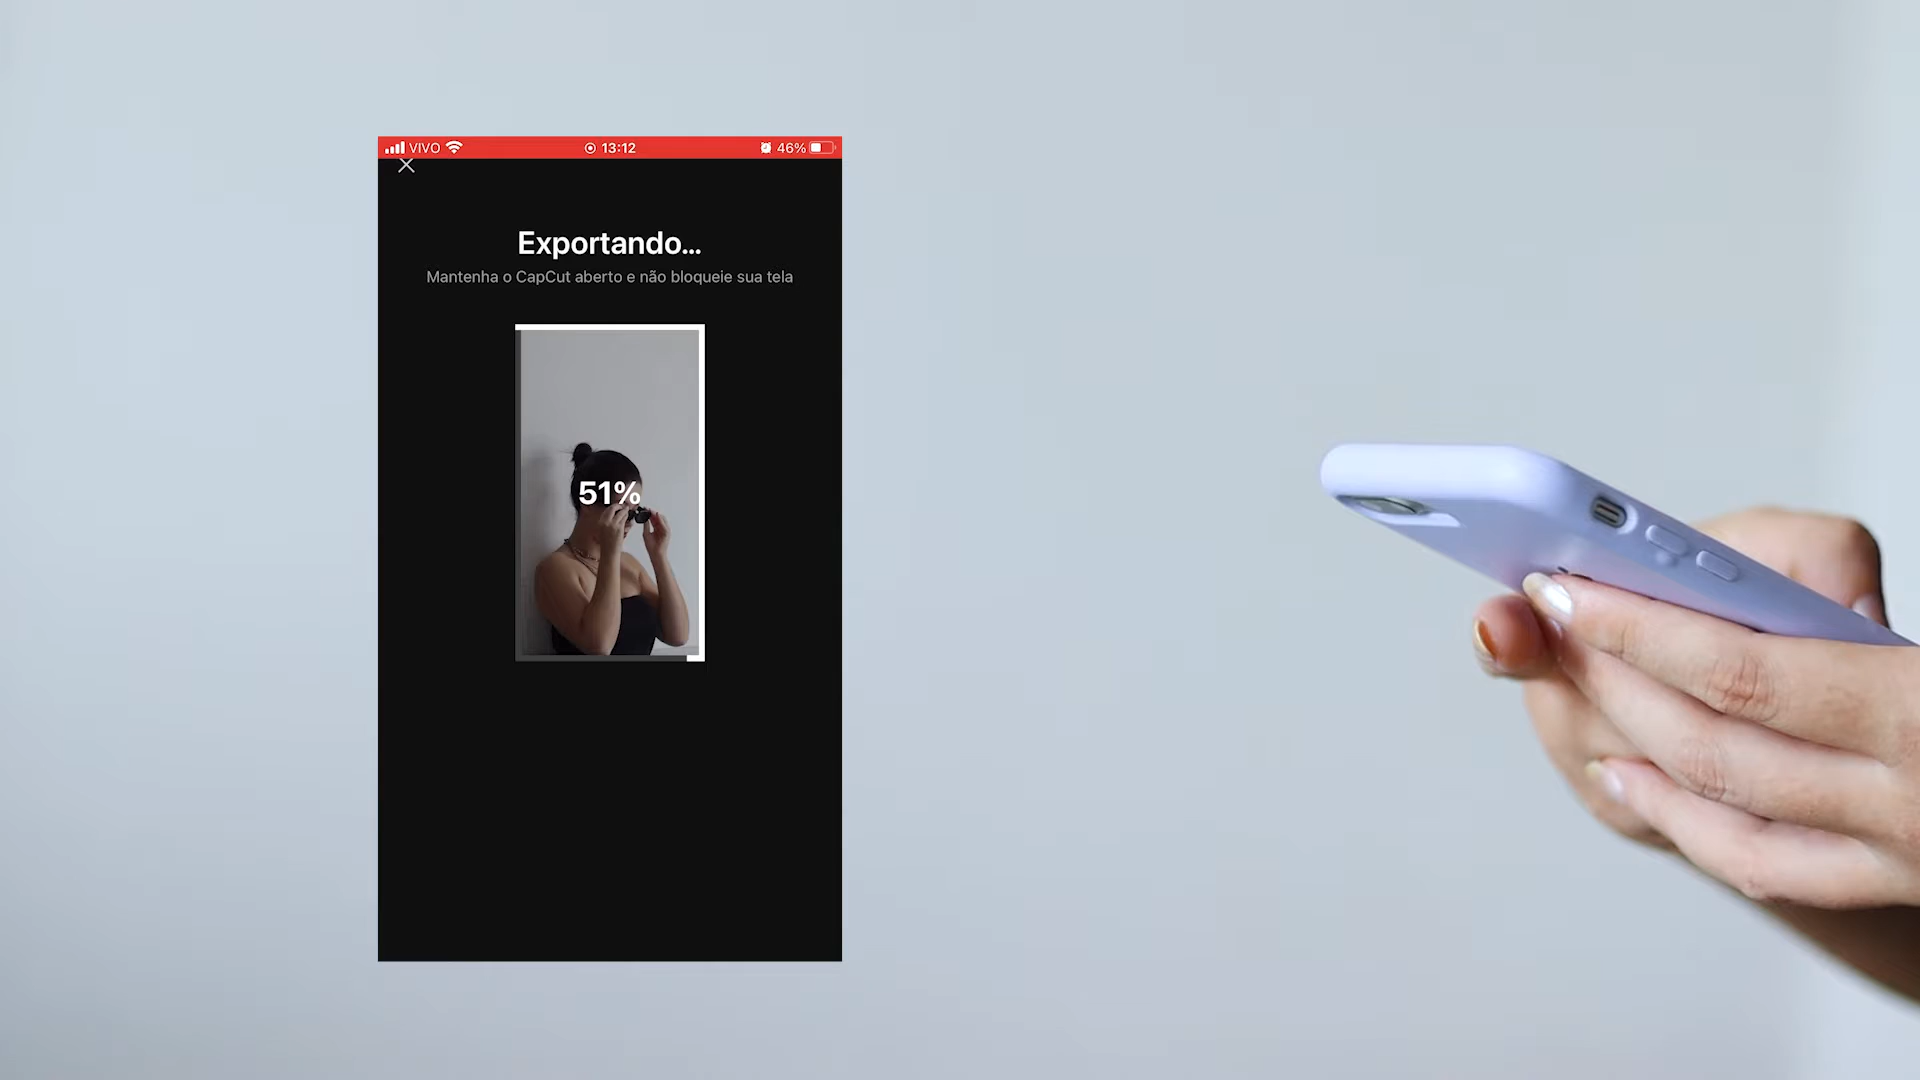 VIVO 13:12 46%
Exportando...
Mantenha o CapCut aberto e não bloqueie sua tela
51%